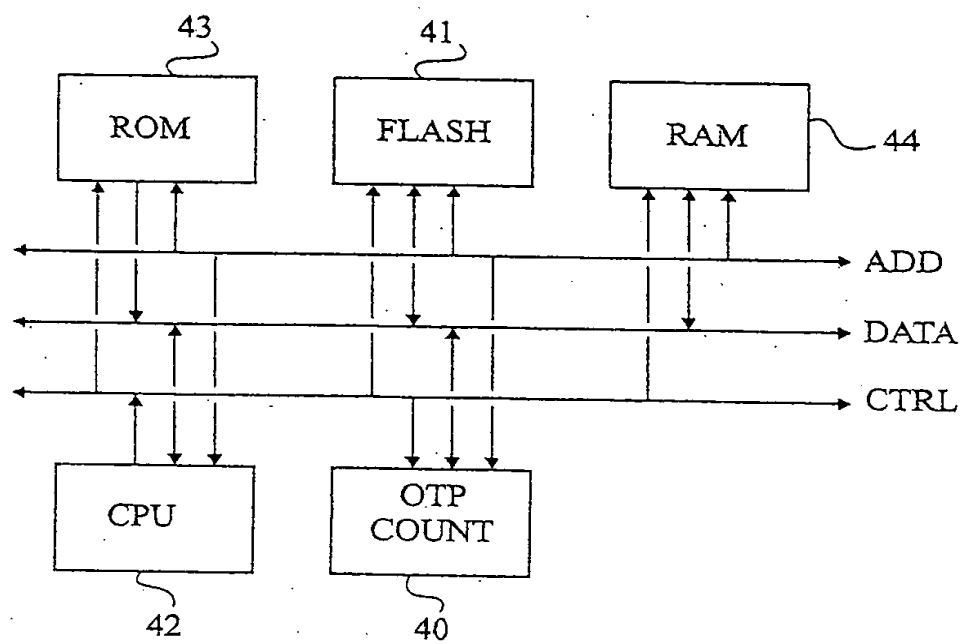 43
41
ROM
FLASH
RAM
44
ADD
DATA
CTRL
CPU
OTP
COUNT
42
40